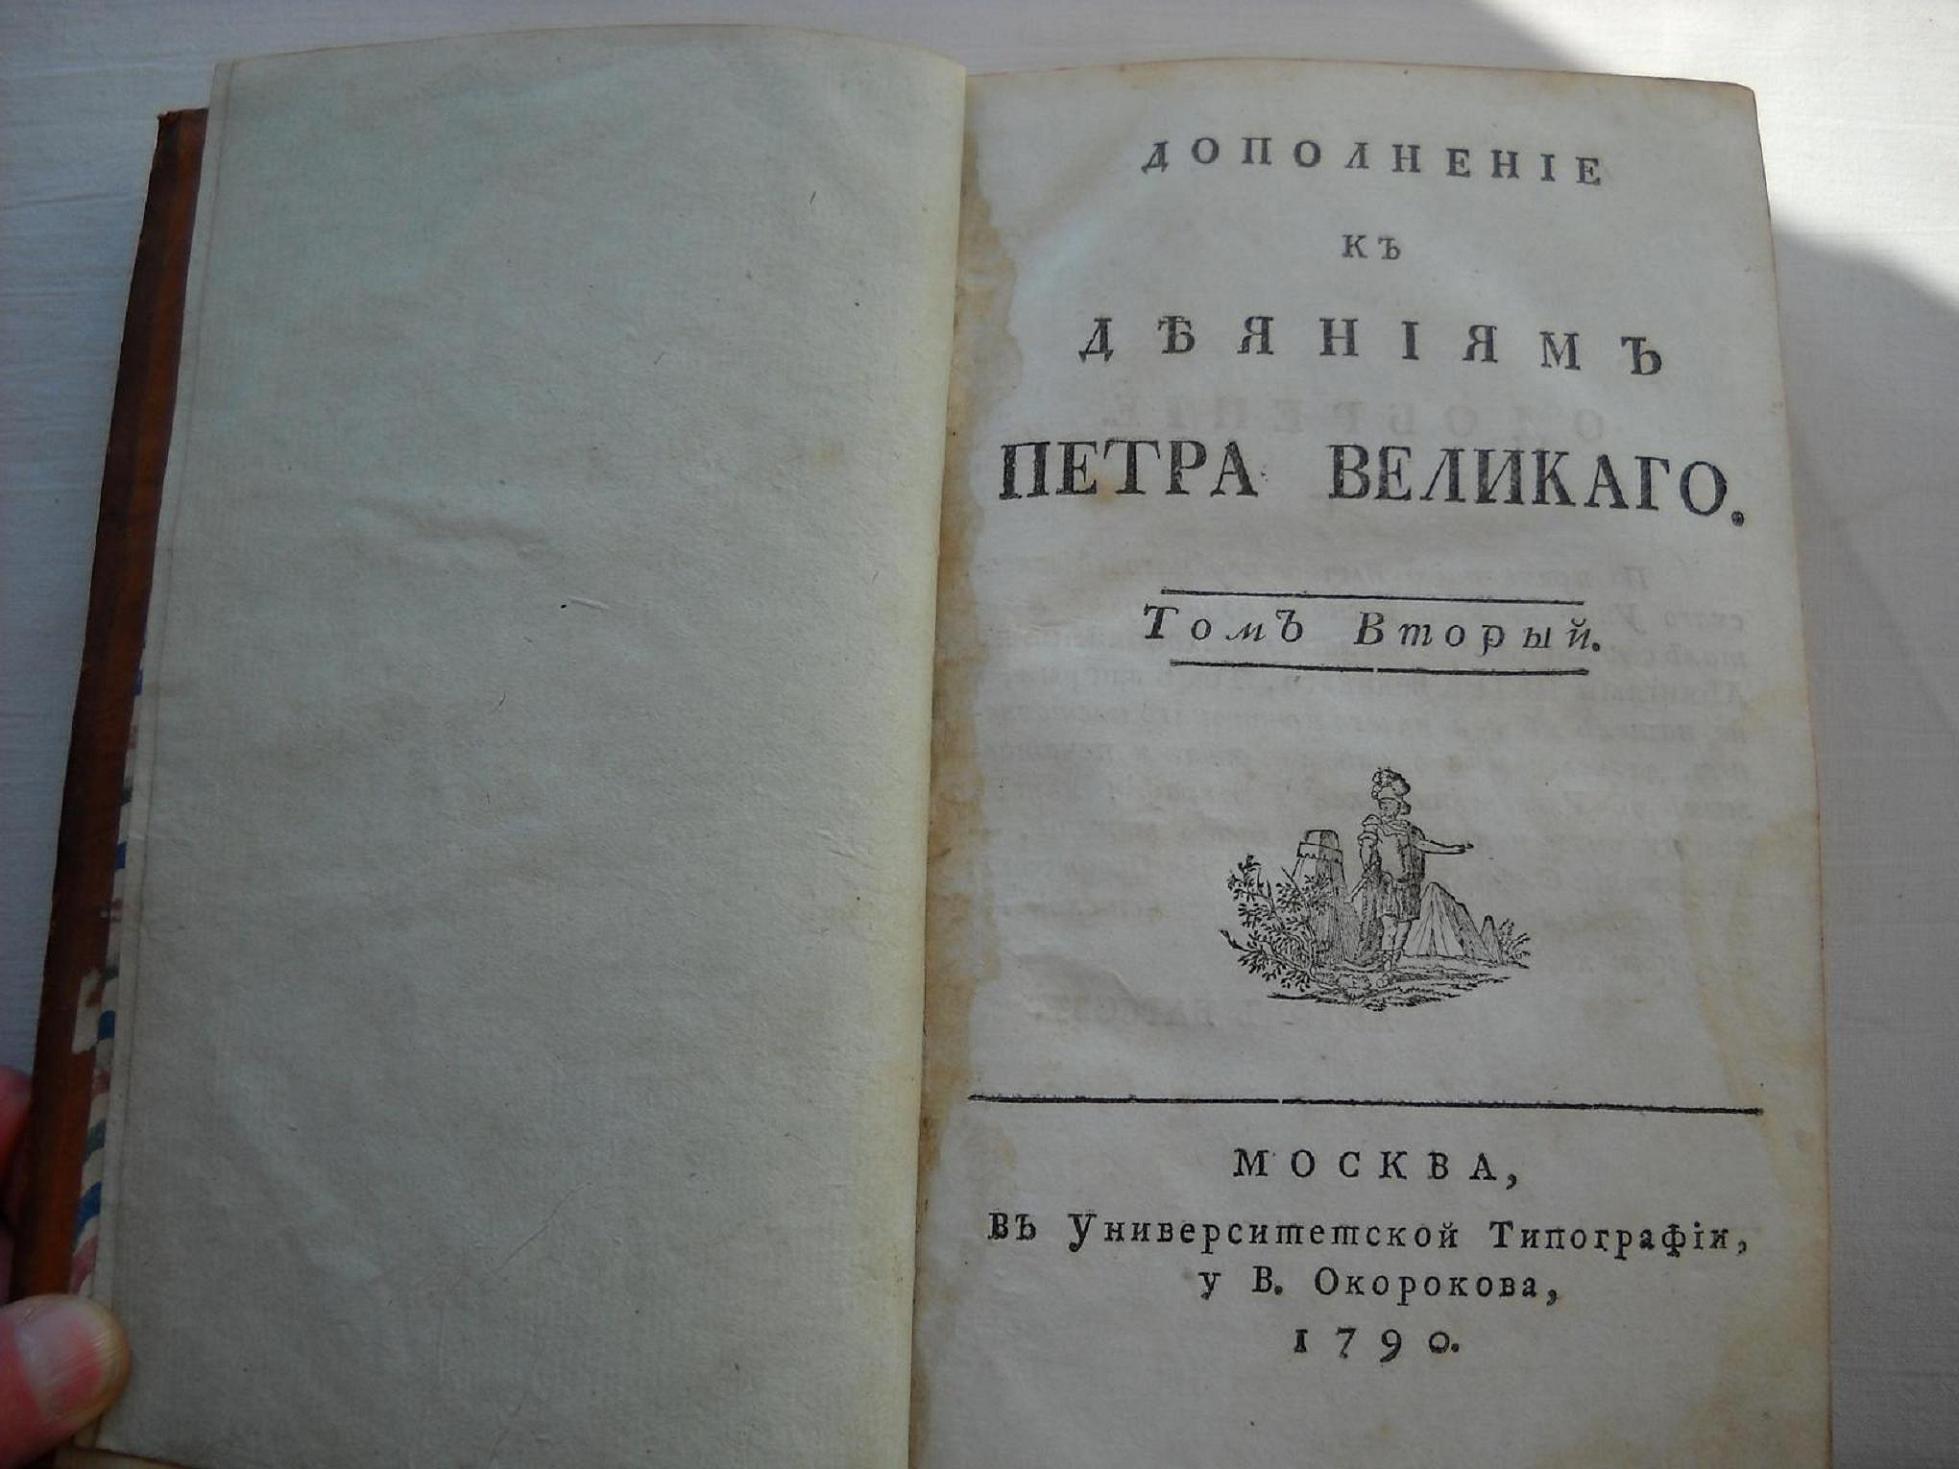 ДОПОЛНЕНІЕ
КЪ
ДѢЯНІЯМЪ
ПЕТРА ВЕЛИКАГО.
Томъ Вторый.
МОСКВА,
ВЪ Университетской Типографіи,
у В. Окорокова,
1790.